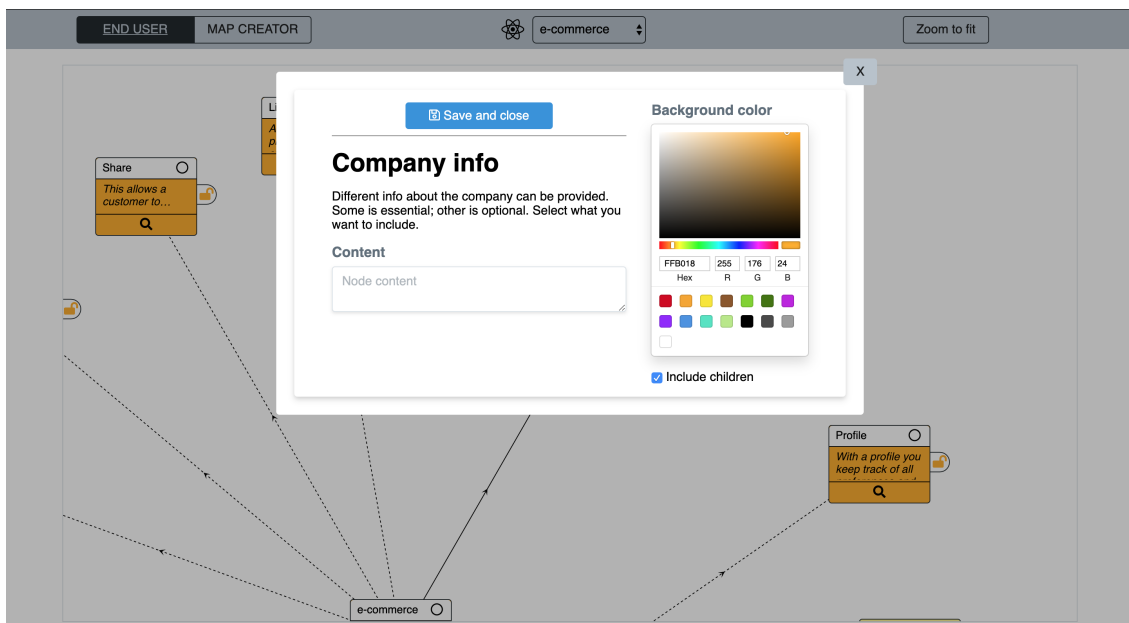 END USER
MAP CREATOR
e-commerce
Zoom to fit
X
Save and close
Company info
Different info about the company can be provided.
Some is essential; other is optional. Select what you
want to include.
Content
Node content
Background color
FFB018
255
176
24
Hex
R
G
B
Include children
Li
A
p
Share
This allows a
customer to…
Profile
With a profile you
keep track of all
e-commerce